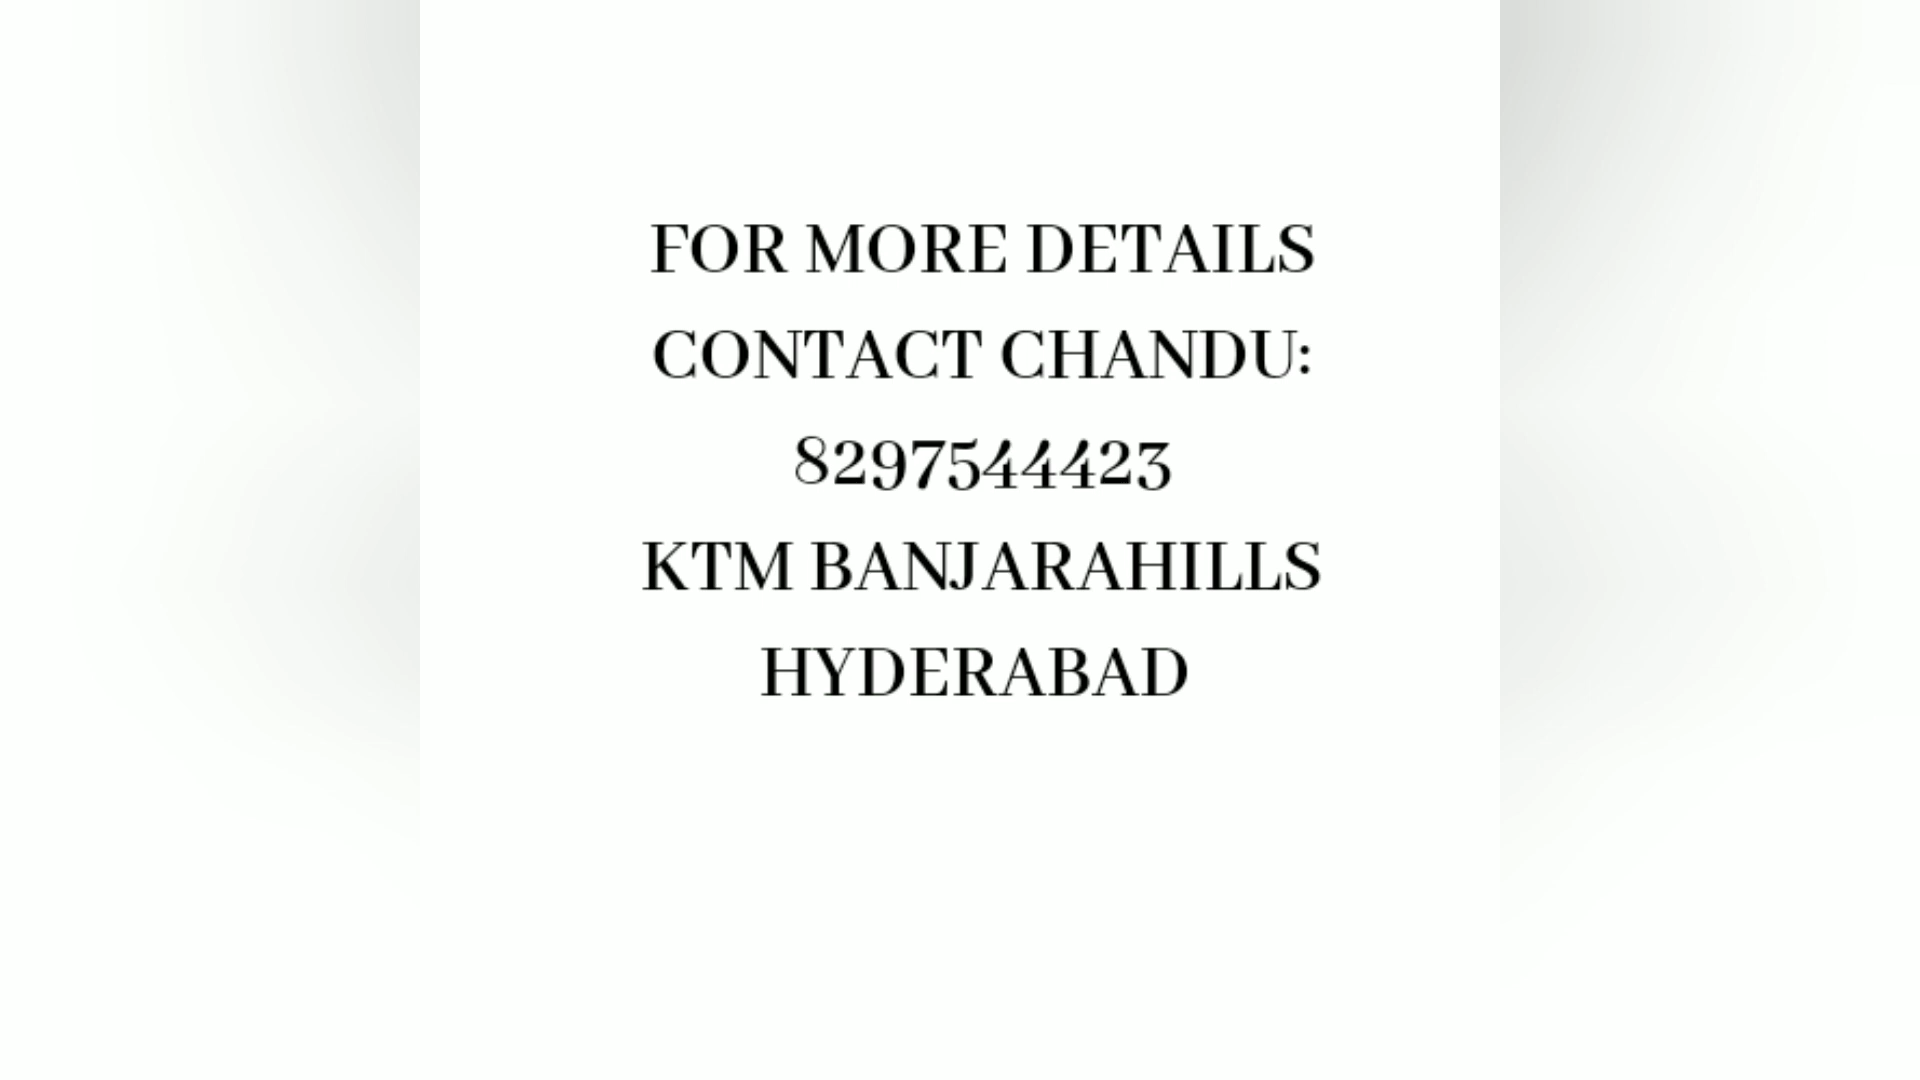 FOR MORE DETAILS
CONTACT CHANDU:
8297544423
KTM BANJARAHILLS
HYDERABAD